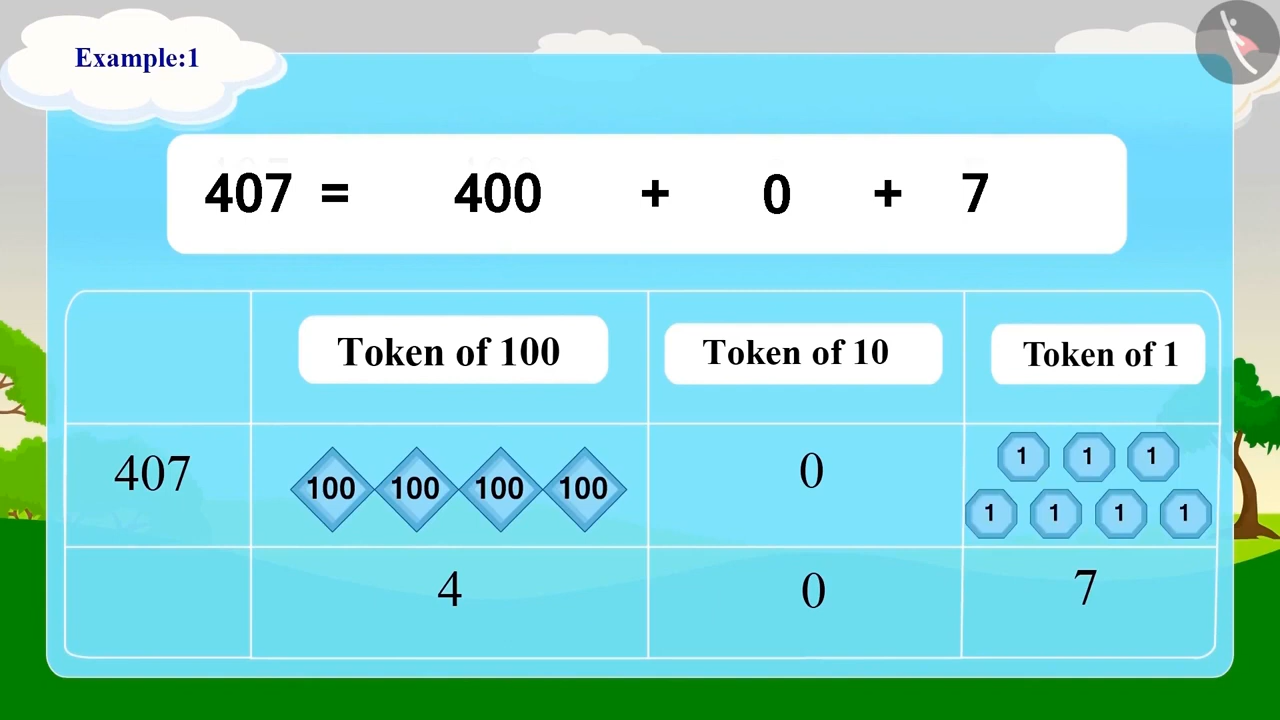 Example:1
407 = 400 + 0 + 7
Token of 100 Token of 10 Token of 1
407 100 100 100 100 0 1 1 1
1 1 1 1
4 0 7